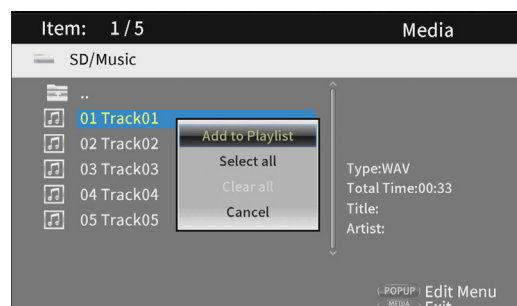 Item: 1/5 Media
SD/Music
..
01 Track01
02 Track02
03 Track03
04 Track04
05 Track05
Add to Playlist
Select all
Clear all
Cancel
Type:WAV
Total Time:00:33
Title:
Artist:
POPUP Edit Menu
MEDIA Exit